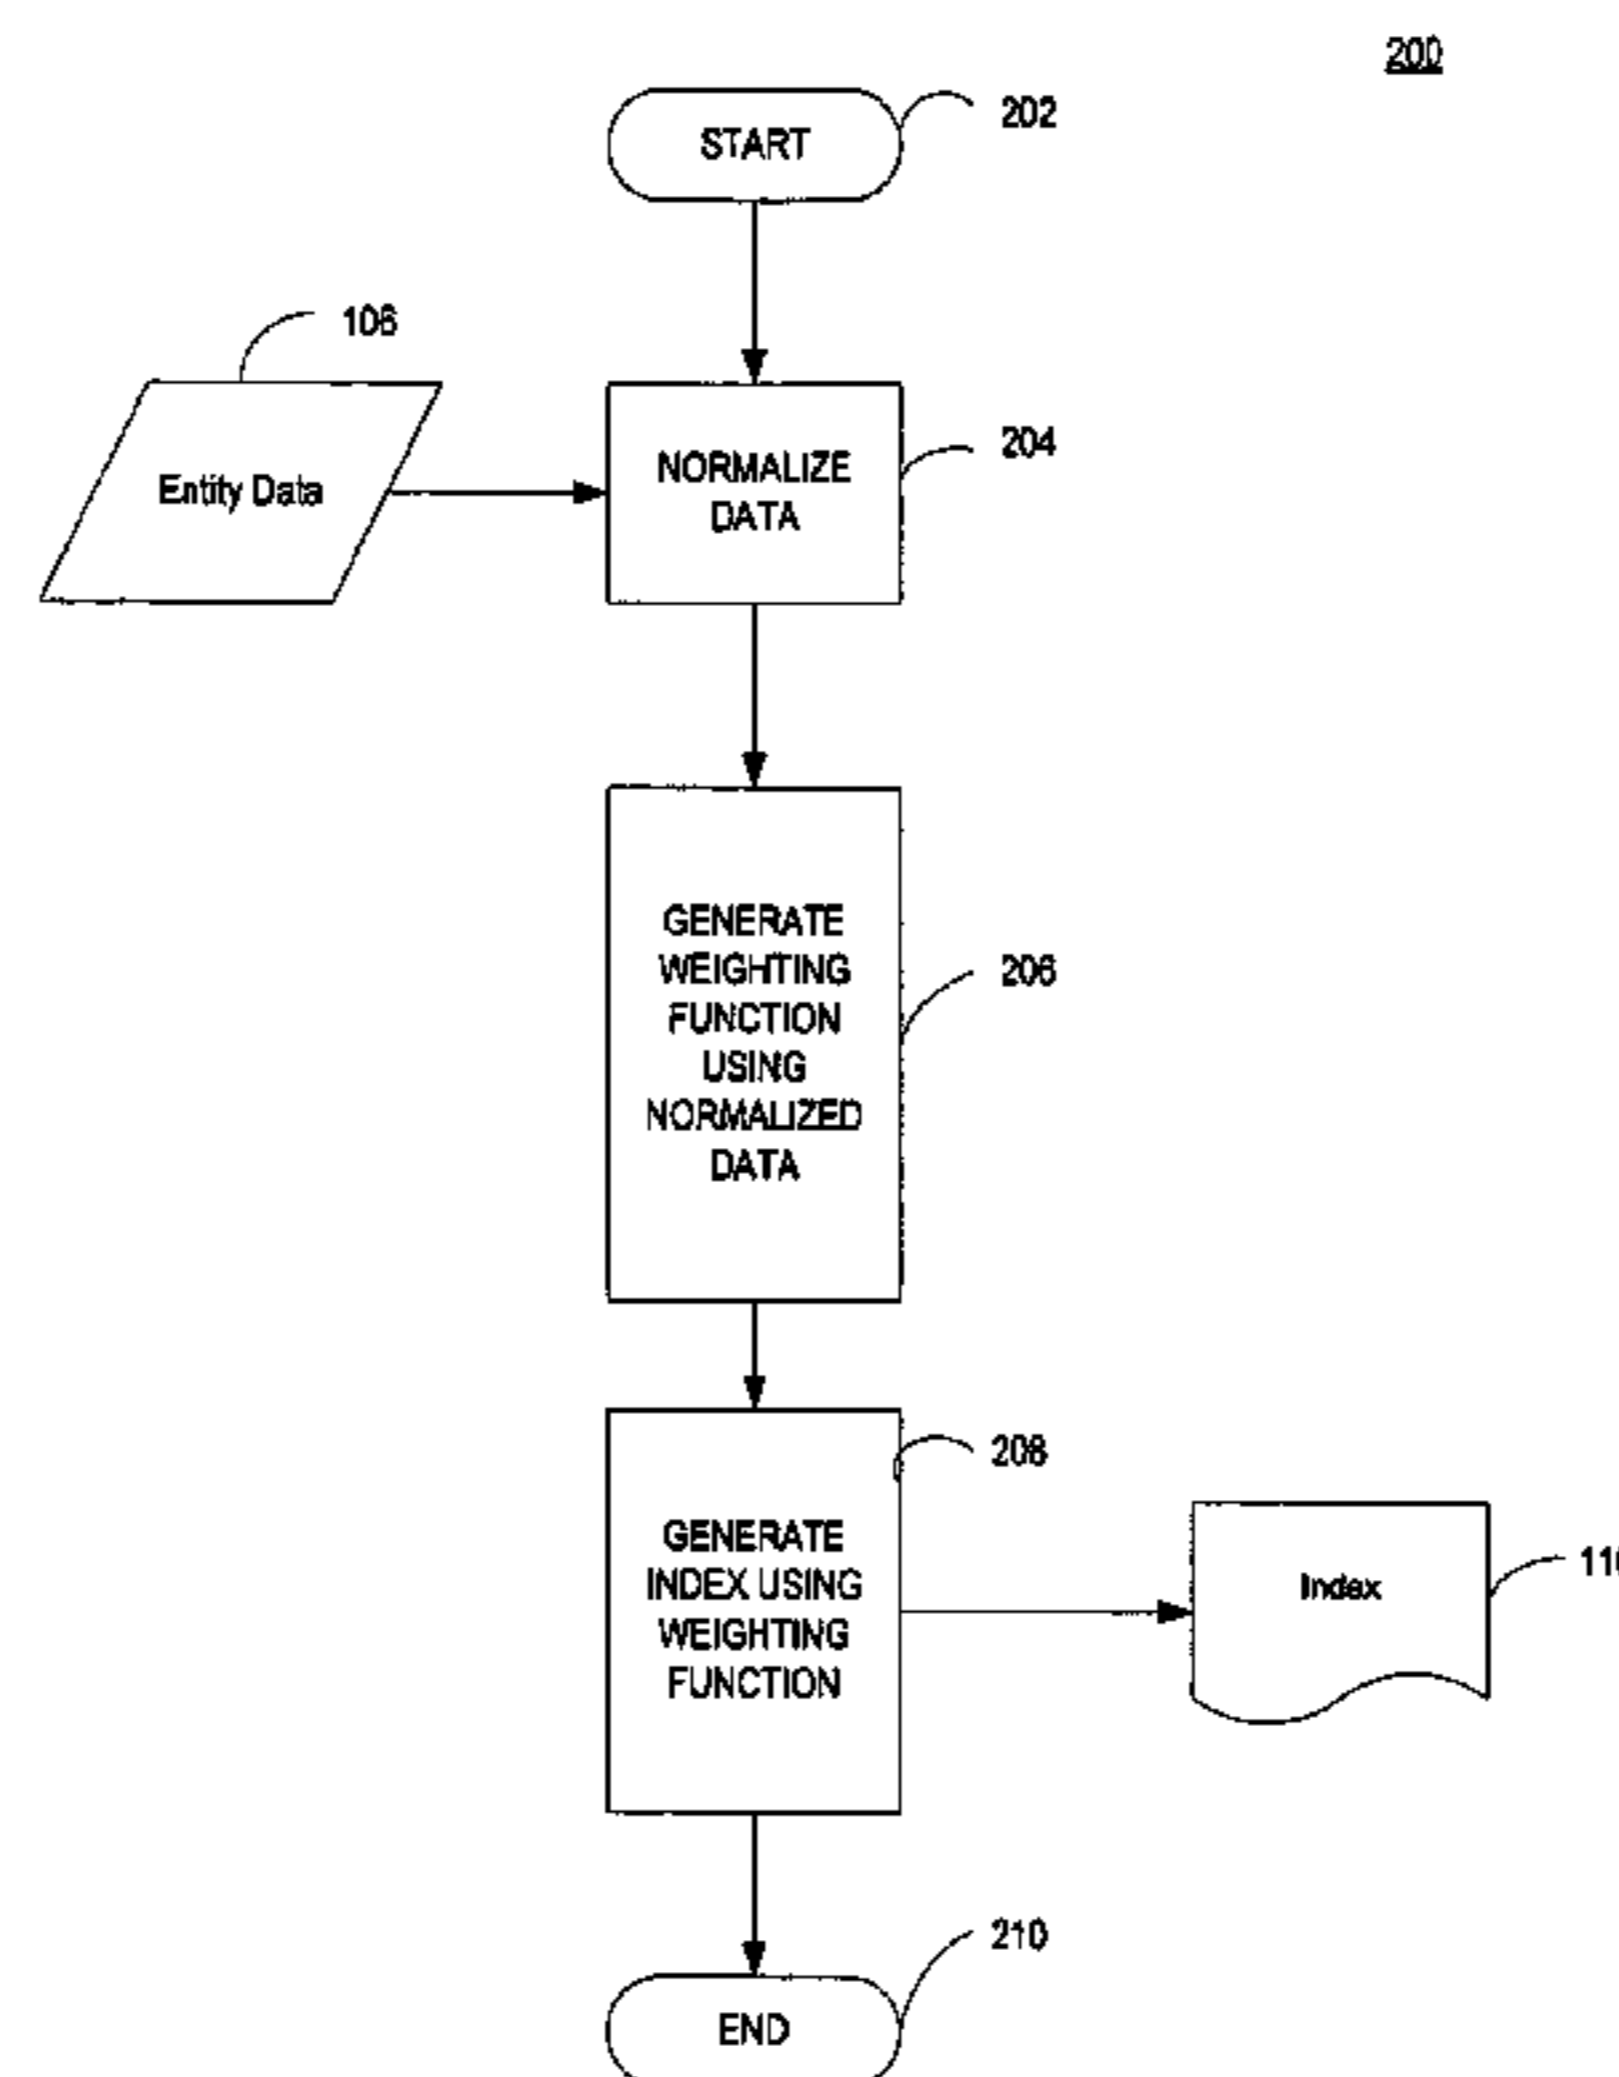 200
START
202
106
Entity Data
NORMALIZE
DATA
204
GENERATE
WEIGHTING
FUNCTION
USING
NORMALIZED
DATA
206
208
GENERATE
INDEX USING
WEIGHTING
FUNCTION
Index
210
END